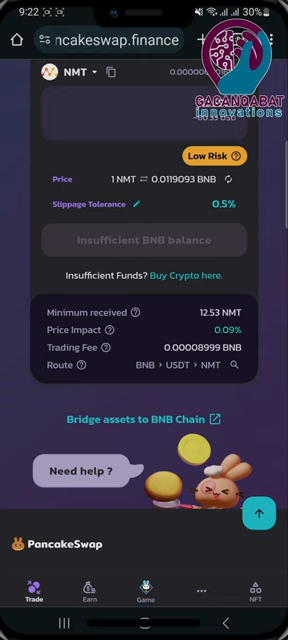 9:22
30%
ncakeswap.finance
GACANQABAT
innovations
NMT
Low Risk
Price 1 NMT ⇄ 0.0119093 BNB
Slippage Tolerance 0.5%
Insufficient BNB balance
Insufficient Funds? Buy Crypto here.
Minimum received 12.53 NMT
Price Impact 0.09%
Trading Fee 0.00008999 BNB
Route BNB > USDT > NMT
Bridge assets to BNB Chain
Need help ?
PancakeSwap
Trade Earn Game ... NFT